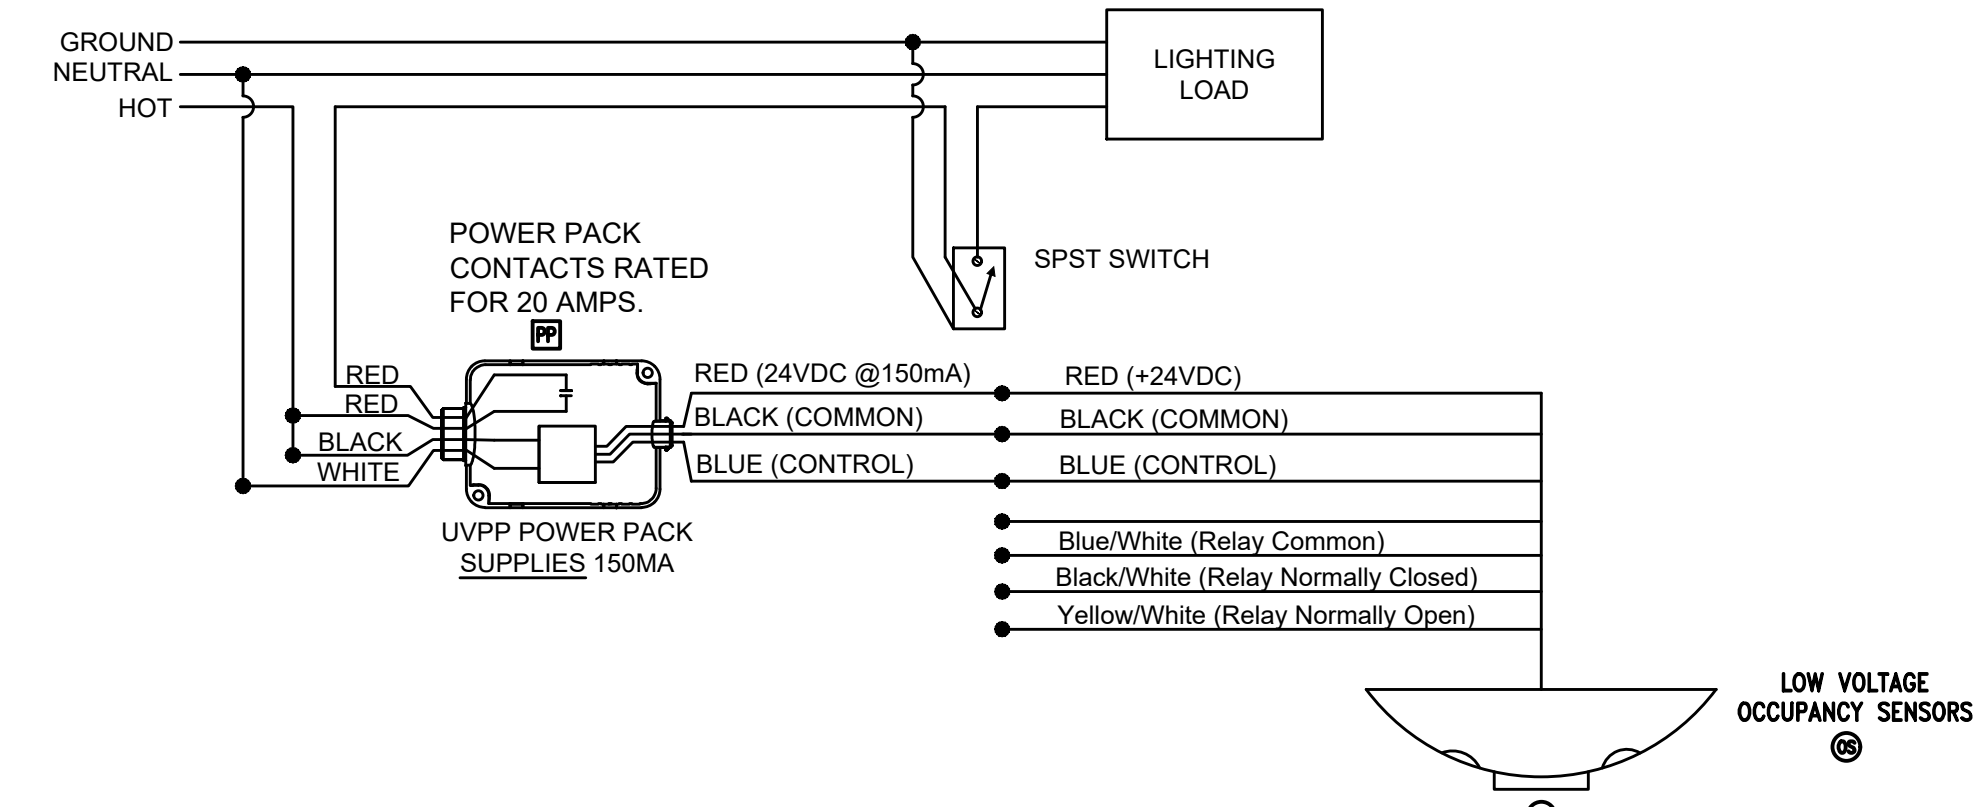 GROUND
NEUTRAL
HOT
LIGHTING
LOAD
POWER PACK
CONTACTS RATED
FOR 20 AMPS.
PP
SPST SWITCH
RED
RED
BLACK
WHITE
RED (24VDC @150mA)
BLACK (COMMON)
BLUE (CONTROL)
RED (+24VDC)
BLACK (COMMON)
BLUE (CONTROL)
UVPP POWER PACK
SUPPLIES 150MA
Blue/White (Relay Common)
Black/White (Relay Normally Closed)
Yellow/White (Relay Normally Open)
LOW VOLTAGE
OCCUPANCY SENSORS
OS